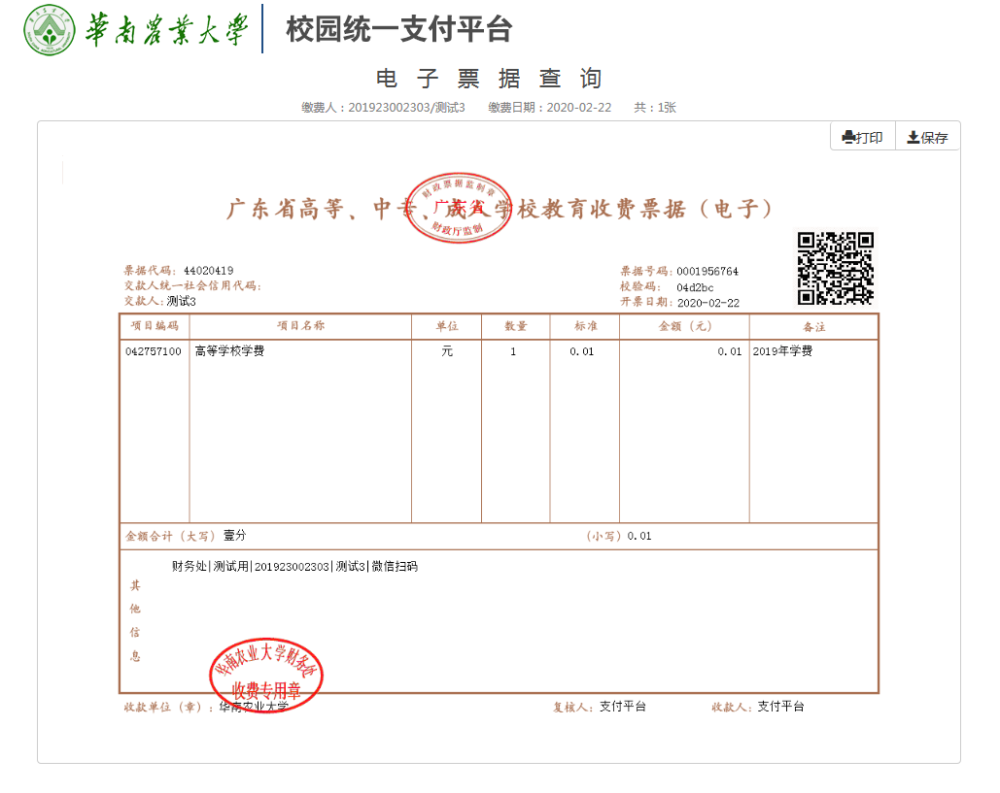 華南農業大學 校园统一支付平台
电子票据查询
缴费人：201923002303/测试3 缴费日期：2020-02-22 共：1张
打印 保存
财政票据监制章
广东省
财政厅监制
广东省高等、中专、成人学校教育收费票据（电子）
票据代码：44020419 票据号码：0001956764
交款人统一社会信用代码： 校验码：04d2bc
交款人：测试3 开票日期：2020-02-22
项目编码 项目名称 单位 数量 标准 金额（元） 备注
042757100 高等学校学费 元 1 0.01 0.01 2019年学费
金额合计（大写）壹分 （小写）0.01
财务处|测试用|201923002303|测试3|微信扫码
其他信息
华南农业大学财务处
收费专用章
收款单位（章）：华南农业大学 复核人：支付平台 收款人：支付平台